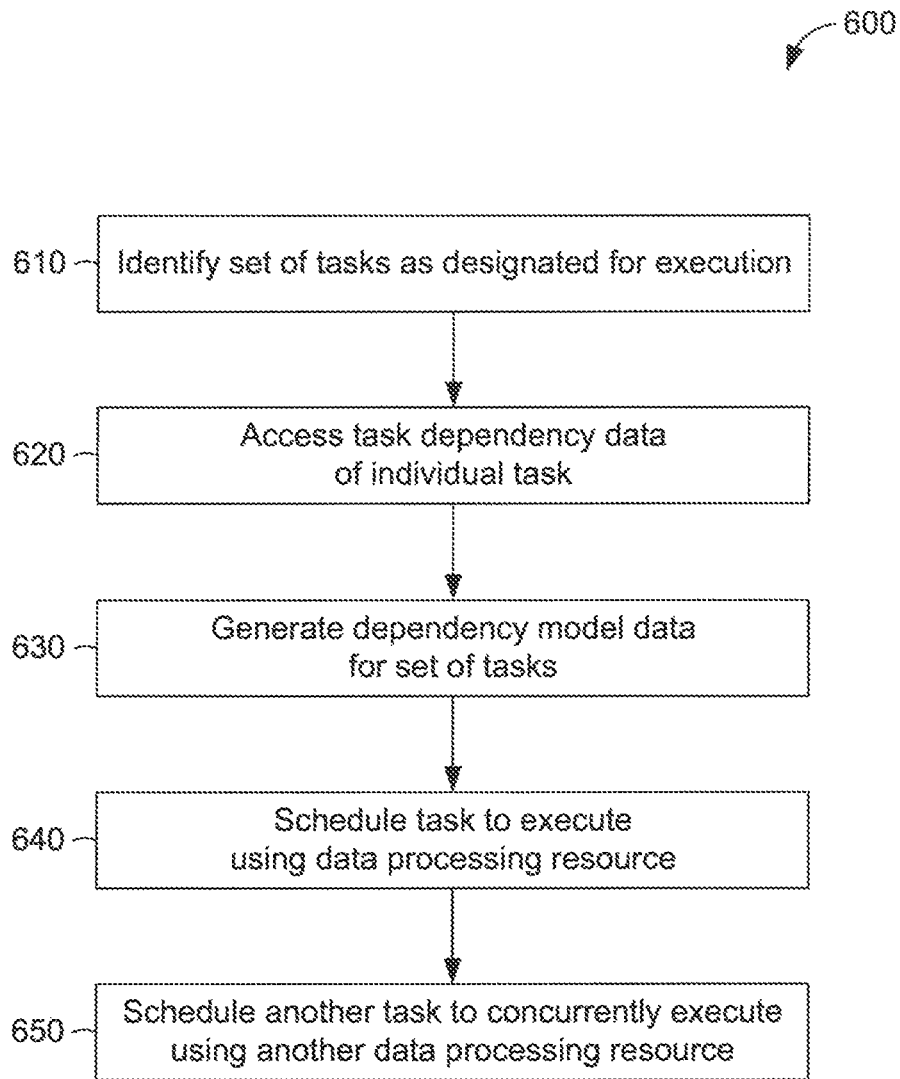 600
610
Identify set of tasks as designated for execution
620
Access task dependency data
of individual task
630
Generate dependency model data
for set of tasks
640
Schedule task to execute
using data processing resource
650
Schedule another task to concurrently execute
using another data processing resource